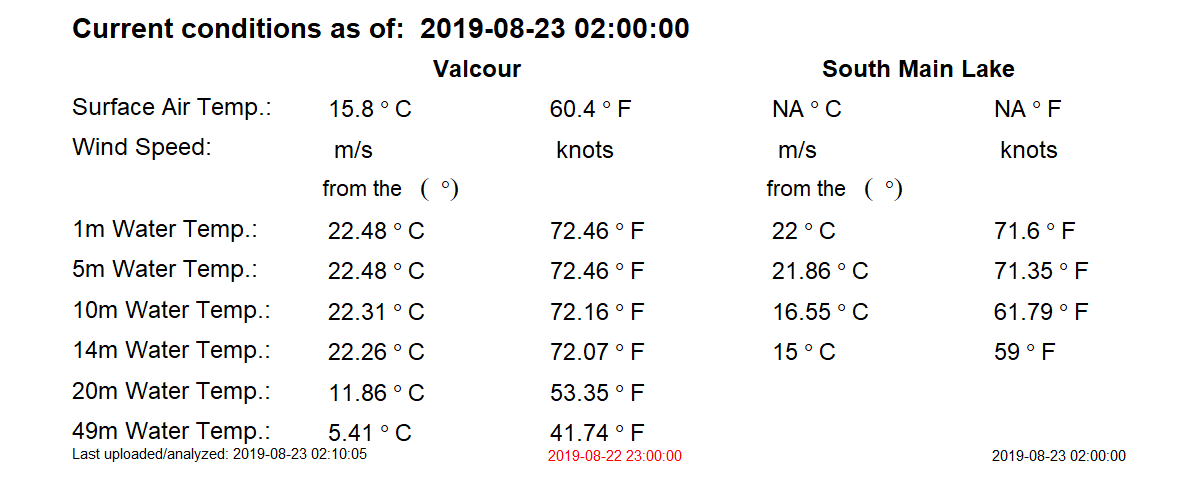 Current conditions as of: 2019-08-23 02:00:00
Valcour South Main Lake
Surface Air Temp.: 15.8 ° C 60.4 ° F NA ° C NA ° F
Wind Speed: m/s knots m/s knots
from the ( °) from the ( °)
1m Water Temp.: 22.48 ° C 72.46 ° F 22 ° C 71.6 ° F
5m Water Temp.: 22.48 ° C 72.46 ° F 21.86 ° C 71.35 ° F
10m Water Temp.: 22.31 ° C 72.16 ° F 16.55 ° C 61.79 ° F
14m Water Temp.: 22.26 ° C 72.07 ° F 15 ° C 59 ° F
20m Water Temp.: 11.86 ° C 53.35 ° F
49m Water Temp.: 5.41 ° C 41.74 ° F
Last uploaded/analyzed: 2019-08-23 02:10:05 2019-08-22 23:00:00 2019-08-23 02:00:00